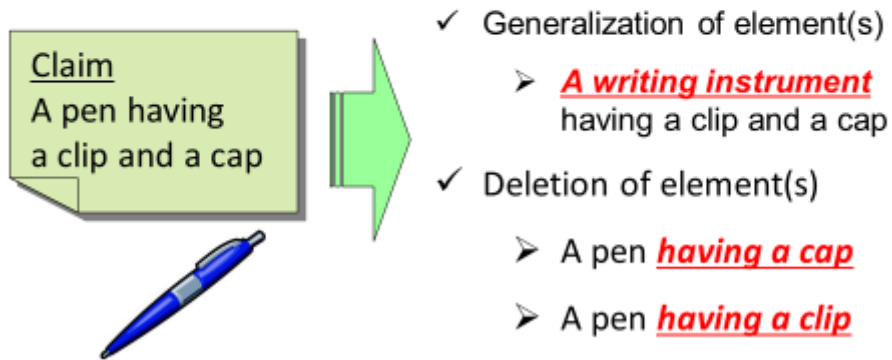 Claim
A pen having
a clip and a cap
✓ Generalization of element(s)
➢ A writing instrument
having a clip and a cap
✓ Deletion of element(s)
➢ A pen having a cap
➢ A pen having a clip